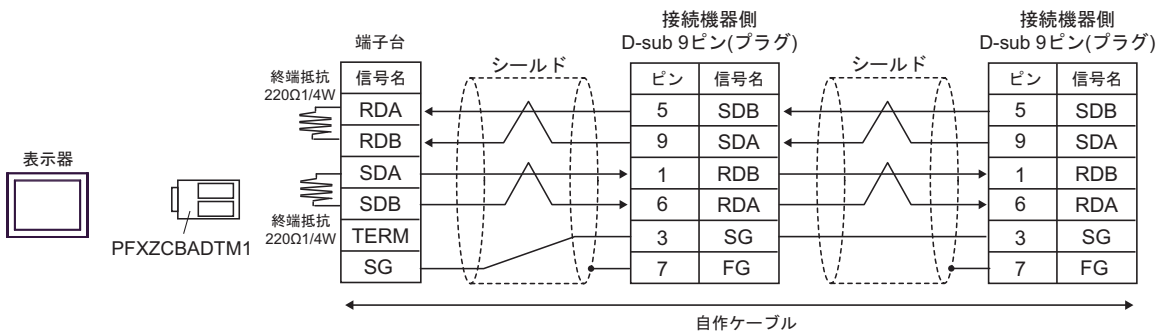 接続機器側
D-sub 9ピン(プラグ)
接続機器側
D-sub 9ピン(プラグ)
端子台
シールド
シールド
終端抵抗
220Ω1/4W
信号名
ピン 信号名
ピン 信号名
RDA
5 SDB
5 SDB
RDB
9 SDA
9 SDA
表示器
SDA
1 RDB
1 RDB
SDB
6 RDA
6 RDA
終端抵抗
220Ω1/4W
PFXZCBADTM1
TERM
3 SG
3 SG
SG
7 FG
7 FG
自作ケーブル